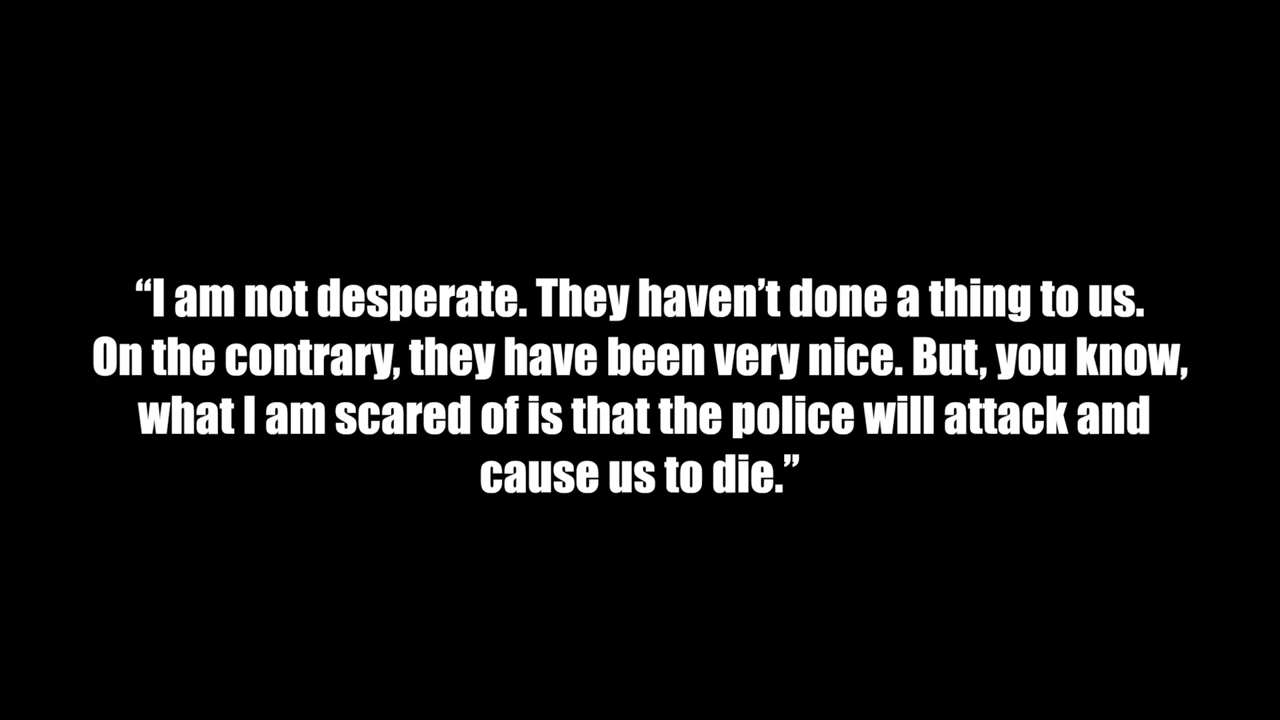 “I am not desperate. They haven’t done a thing to us.
On the contrary, they have been very nice. But, you know,
what I am scared of is that the police will attack and
cause us to die.”